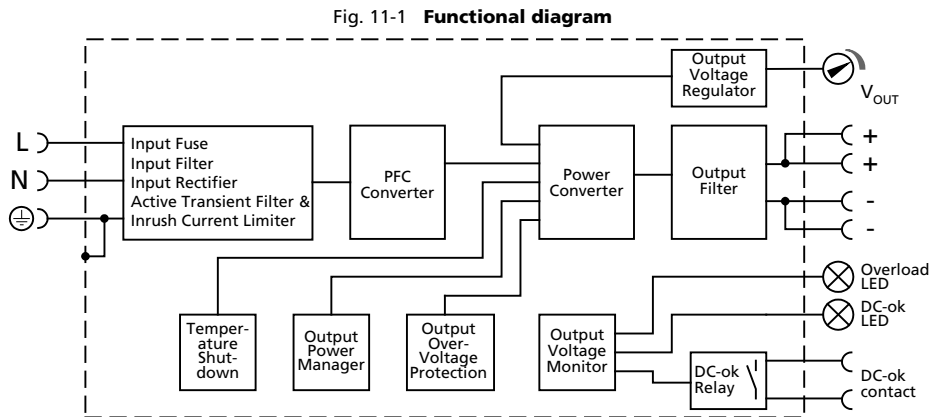 Fig. 11-1 Functional diagram
Output
Voltage
Regulator
VOUT
L
N
Input Fuse
Input Filter
Input Rectifier
Active Transient Filter &
Inrush Current Limiter
PFC
Converter
Power
Converter
Output
Filter
+
+
-
-
Temper-
ature
Shut-
down
Output
Power
Manager
Output
Over-
Voltage
Protection
Output
Voltage
Monitor
Overload
LED
DC-ok
LED
DC-ok
Relay
DC-ok
contact